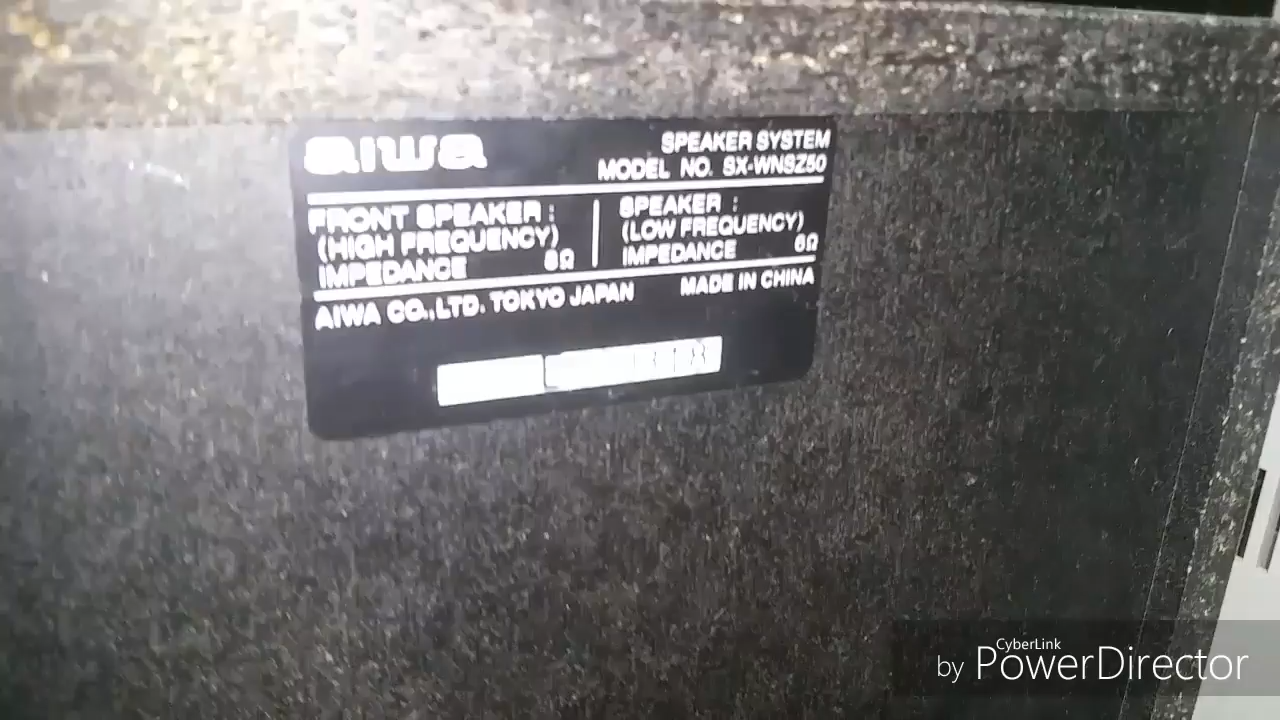 aiwa
SPEAKER SYSTEM
MODEL NO. SX-WNSZ50
FRONT SPEAKER :
(HIGH FREQUENCY)
IMPEDANCE 8Ω
SPEAKER :
(LOW FREQUENCY)
IMPEDANCE 6Ω
AIWA CO.,LTD. TOKYO JAPAN
MADE IN CHINA
by CyberLink
PowerDirector